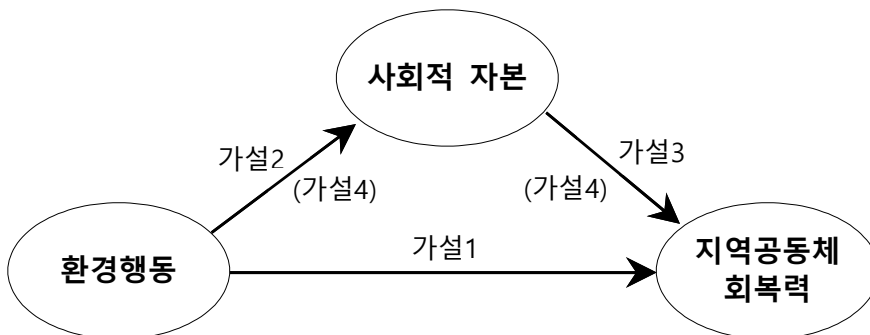 사회적 자본
가설2
가설3
(가설4)
(가설4)
환경행동
가설1
지역공동체
회복력